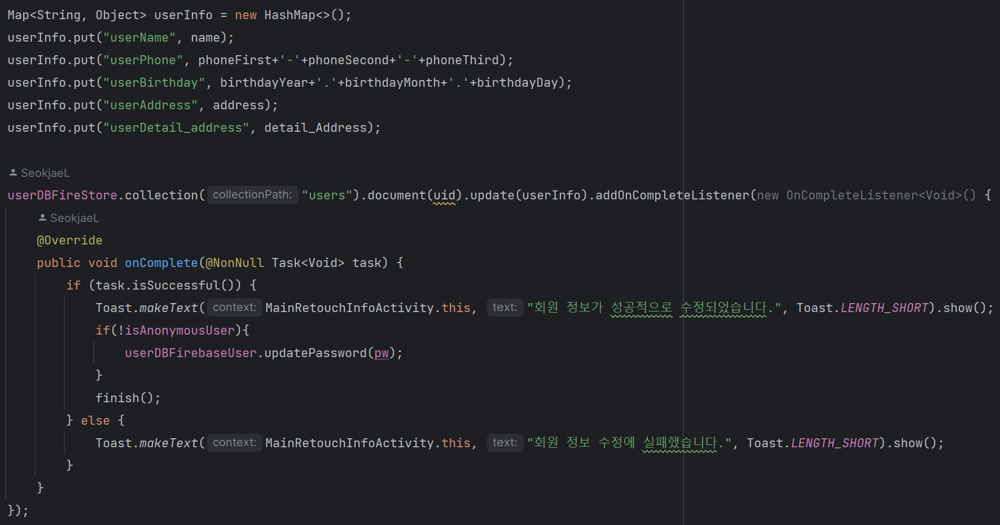 Map<String, Object> userInfo = new HashMap<>();
userInfo.put("userName", name);
userInfo.put("userPhone", phoneFirst+'-'+phoneSecond+'-'+phoneThird);
userInfo.put("userBirthday", birthdayYear+'.'+birthdayMonth+'.'+birthdayDay);
userInfo.put("userAddress", address);
userInfo.put("userDetail_address", detail_Address);
SeokjaeL
userDBFireStore.collection( collectionPath: "users").document(uid).update(userInfo).addOnCompleteListener(new OnCompleteListener<Void>() {
SeokjaeL
@Override
public void onComplete(@NonNull Task<Void> task) {
if (task.isSuccessful()) {
Toast.makeText( context: MainRetouchInfoActivity.this, text: "회원 정보가 성공적으로 수정되었습니다.", Toast.LENGTH_SHORT).show();
if(!isAnonymousUser){
userDBFirebaseUser.updatePassword(pw);
}
finish();
} else {
Toast.makeText( context: MainRetouchInfoActivity.this, text: "회원 정보 수정에 실패했습니다.", Toast.LENGTH_SHORT).show();
}
}
});